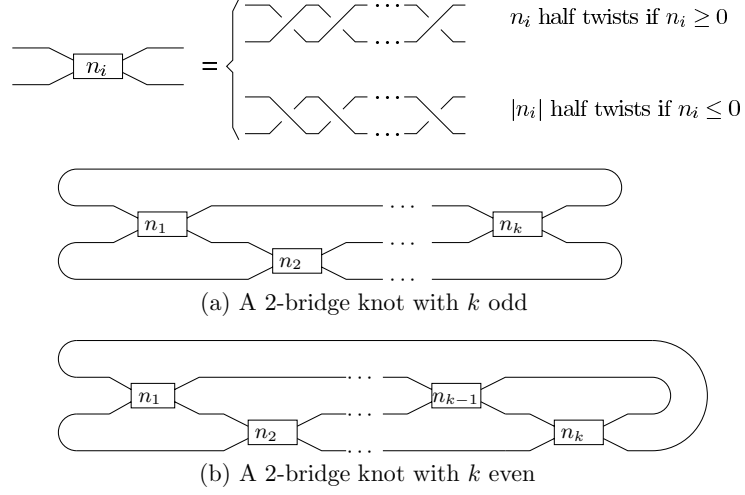 n_i = n_i half twists if n_i ≥ 0
|n_i| half twists if n_i ≤ 0
n_1 ... n_k
n_2 ...
...
(a) A 2-bridge knot with k odd
n_1 ... n_{k−1}
n_2 ... n_k
...
(b) A 2-bridge knot with k even